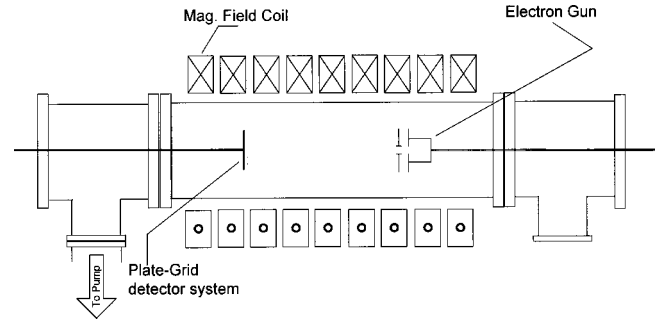 Mag. Field Coil
Electron Gun
Plate-Grid
detector system
To Pump